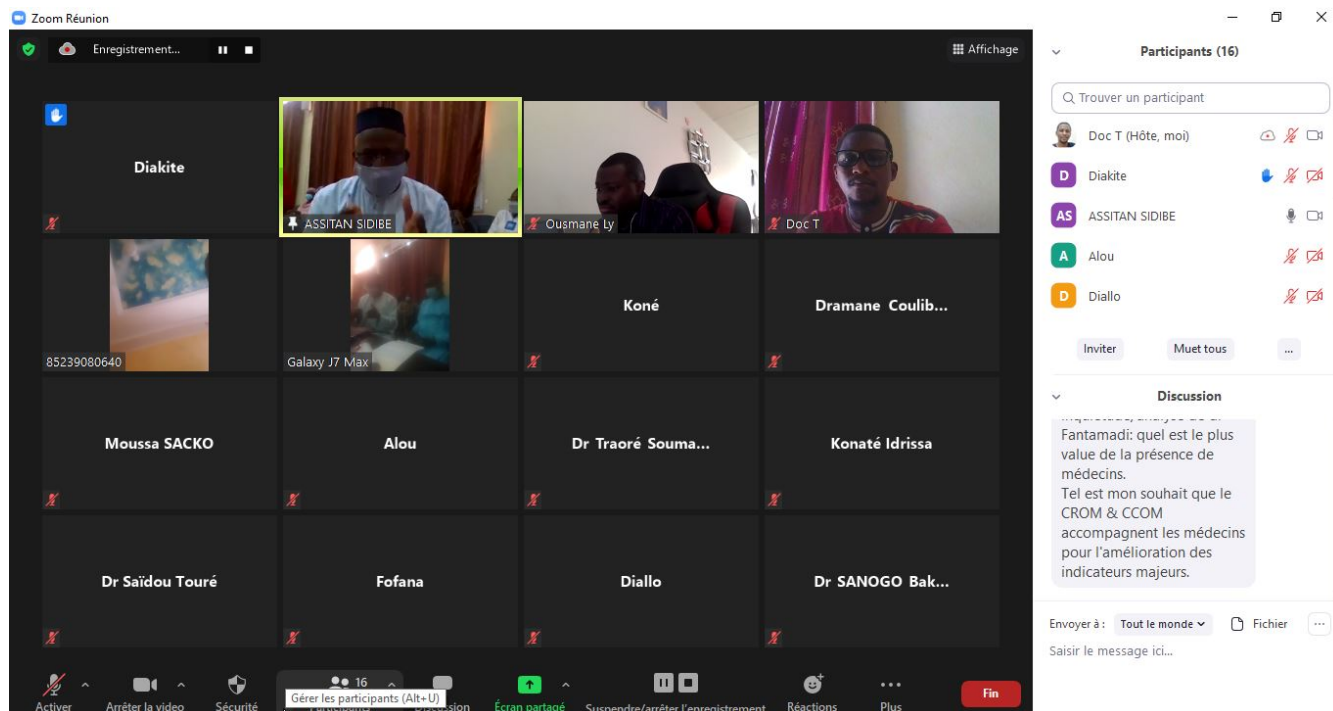 Zoom Réunion
Enregistrement...
Affichage
Diakite
ASSITAN SIDIBE
Ousmane Ly
Doc T
85239080640
Galaxy J7 Max
Koné
Dramane Coulib...
Moussa SACKO
Alou
Dr Traoré Souma...
Konaté Idrissa
Dr Saïdou Touré
Fofana
Diallo
Dr SANOGO Bak...
Activer
Arrêter la video
Sécurité
16
Gérer les participants (Alt+U)
Écran partagé
Suspendre/arrêter l'enregistrement
Réactions
Plus
Fin
Participants (16)
Trouver un participant
Doc T (Hôte, moi)
D Diakite
AS ASSITAN SIDIBE
A Alou
D Diallo
Inviter Muet tous ...
Discussion
Fantamadi: quel est le plus
value de la présence de
médecins.
Tel est mon souhait que le
CROM & CCOM
accompagnent les médecins
pour l'amélioration des
indicateurs majeurs.
Envoyer à : Tout le monde Fichier ...
Saisir le message ici...